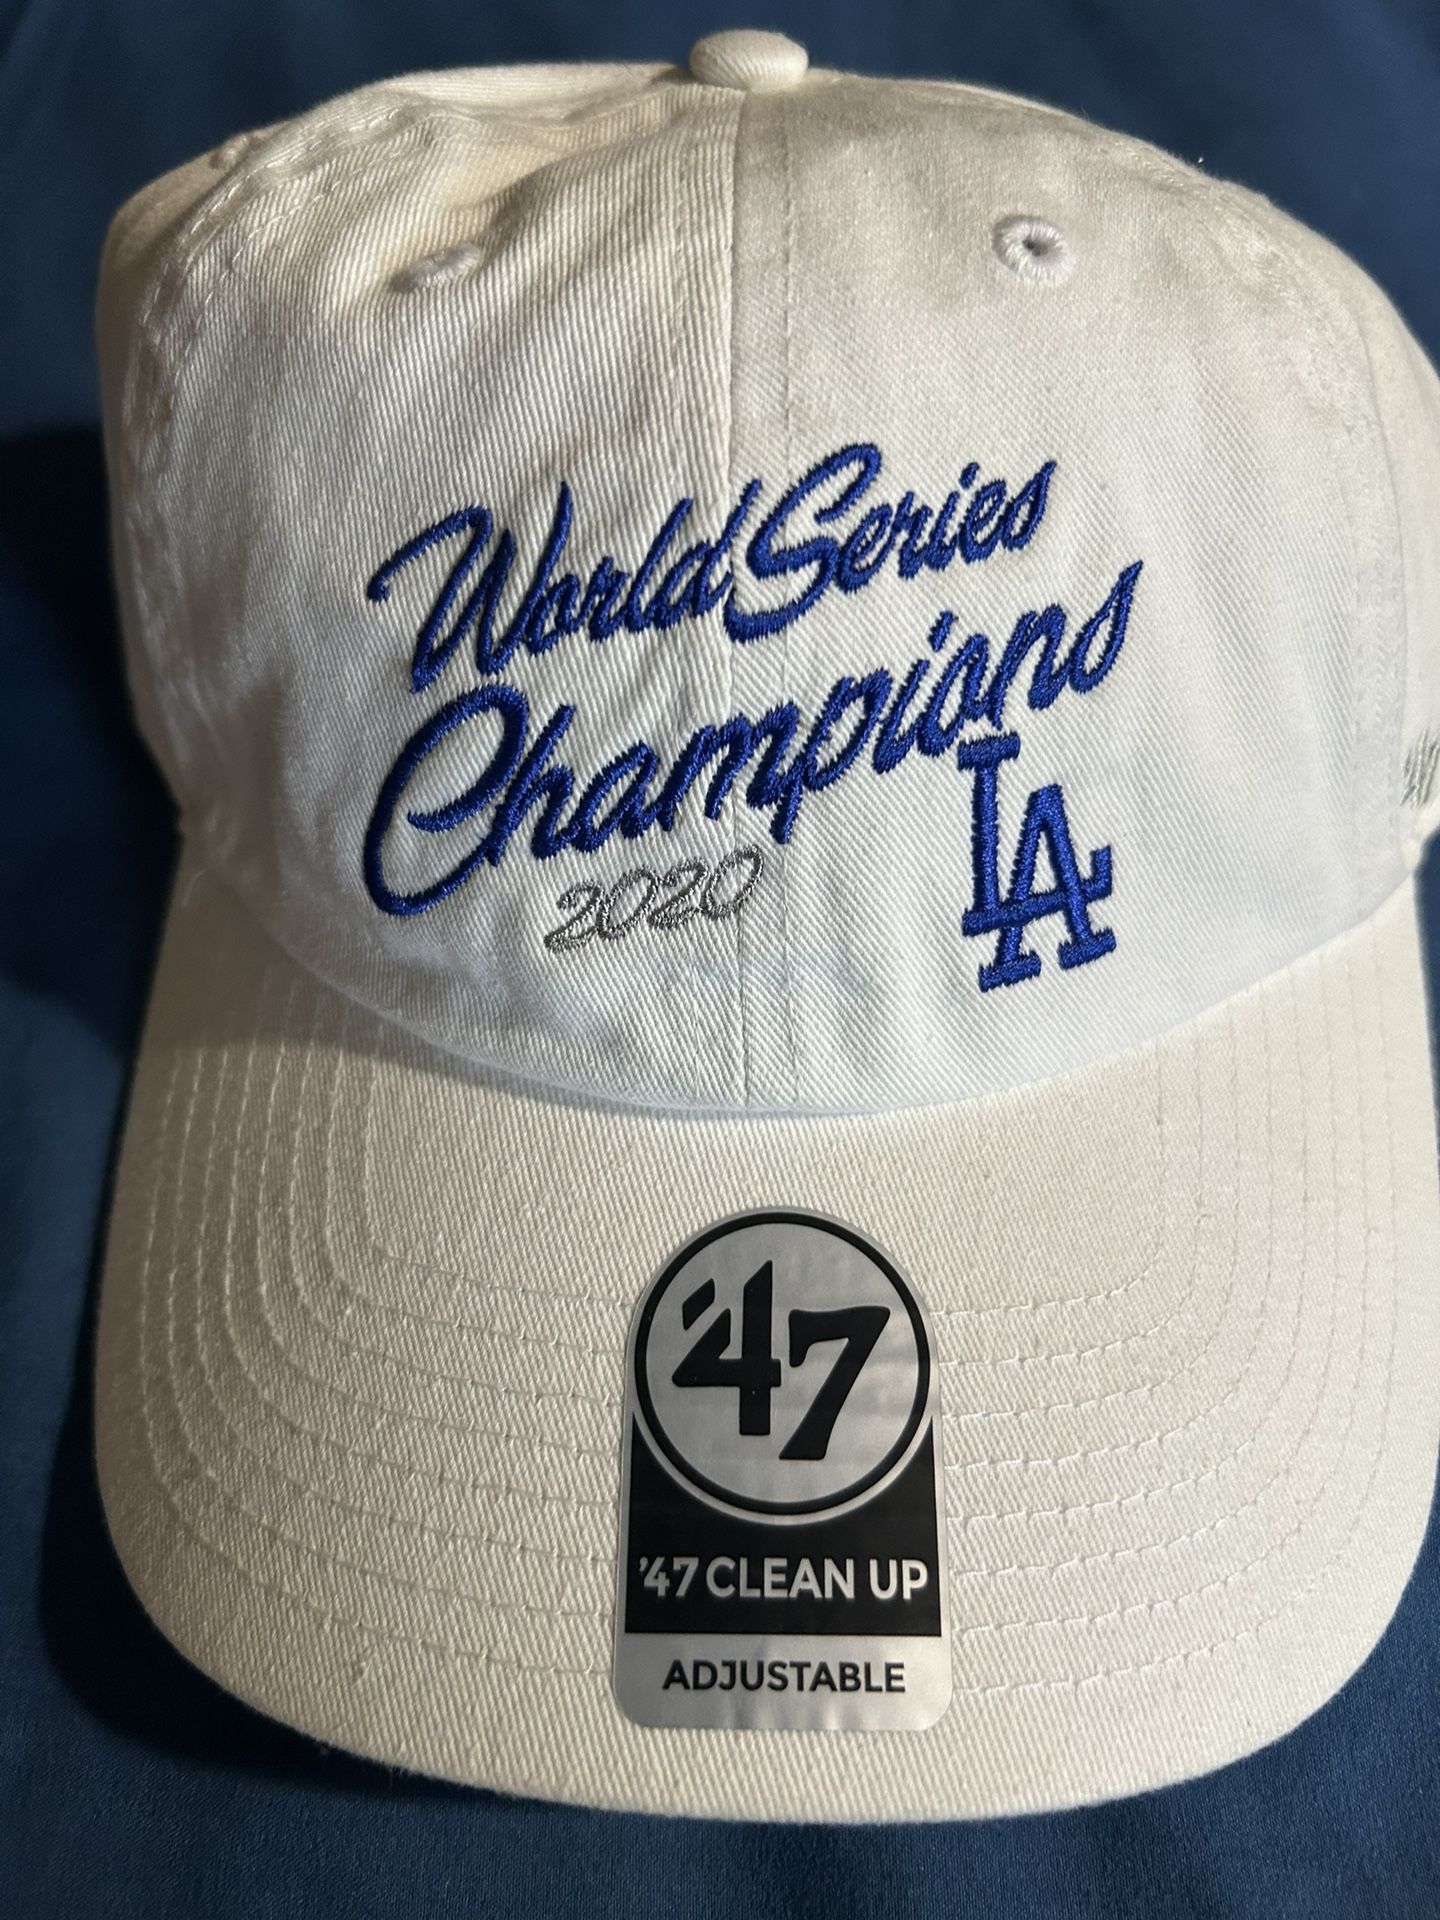 World Series
Champions
2020
LA
'47
'47 CLEAN UP
ADJUSTABLE